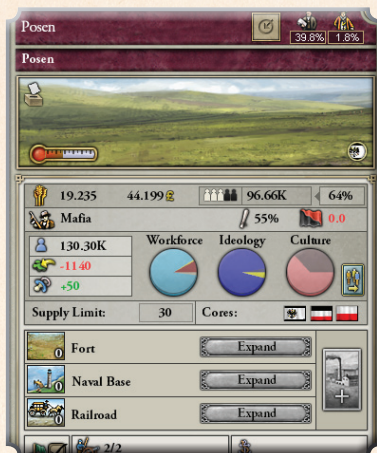 Posen
39.8% 1.8%
Posen
19.235 44.199£ 96.66K 64%
Mafia 55% 0.0
130.30K Workforce Ideology Culture
-1140
+50
Supply Limit: 30 Cores:
0 Fort Expand
0 Naval Base Expand
0 Railroad Expand
2/2